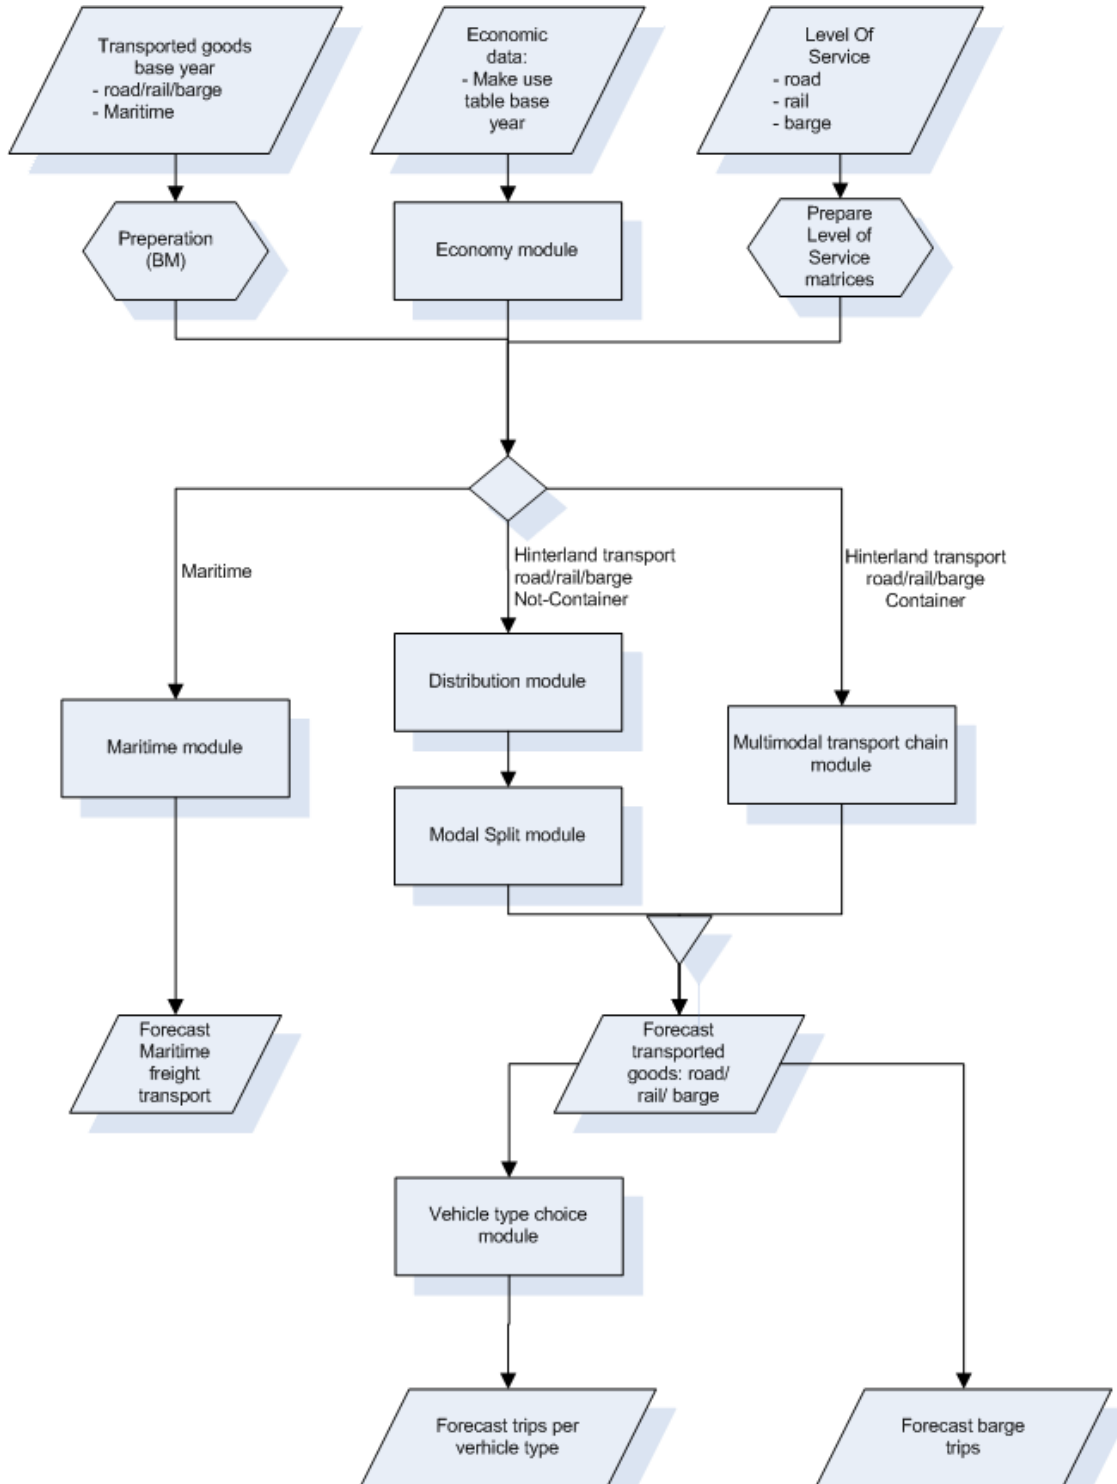 Transported goods
base year
- road/rail/barge
- Maritime
Economic
data:
- Make use
table base
year
Level Of
Service
- road
- rail
- barge
Preperation
(BM)
Economy module
Prepare
Level of
Service
matrices
Maritime
Hinterland transport
road/rail/barge
Not-Container
Hinterland transport
road/rail/barge
Container
Distribution module
Maritime module
Multimodal transport chain
module
Modal Split module
Forecast
Maritime
freight
transport
Forecast
transported
goods: road/
rail/ barge
Vehicle type choice
module
Forecast trips per
verhicle type
Forecast barge
trips